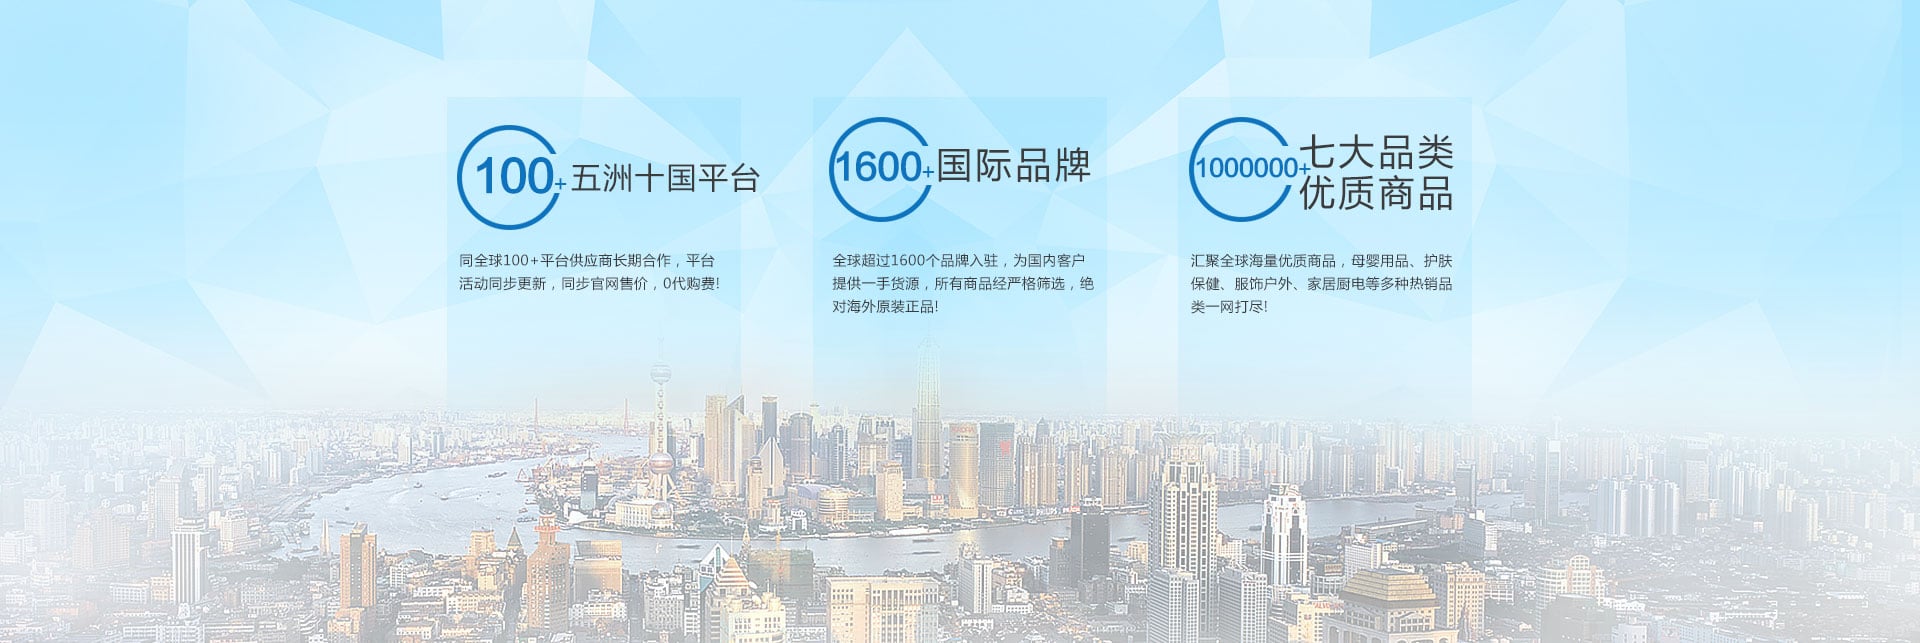 100+五洲十国平台
同全球100+平台供应商长期合作，平台
活动同步更新，同步官网售价，0代购费!
1600+国际品牌
全球超过1600个品牌入驻，为国内客户
提供一手货源，所有商品经严格筛选，绝
对海外原装正品!
1000000+
七大品类
优质商品
汇聚全球海量优质商品，母婴用品、护肤
保健、服饰户外、家居厨电等多种热销品
类一网打尽!
PHILIPS